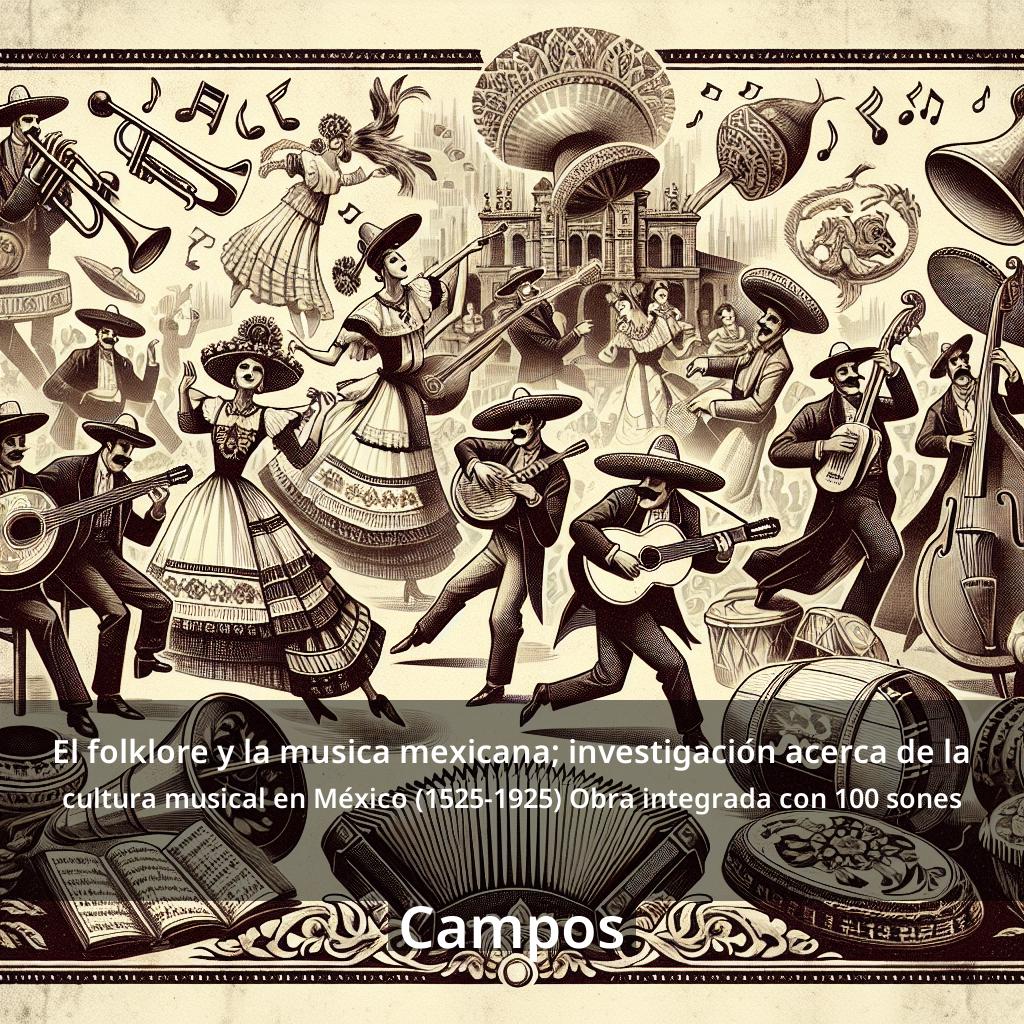 El folklore y la musica mexicana; investigación acerca de la
cultura musical en México (1525-1925) Obra integrada con 100 sones
Campos